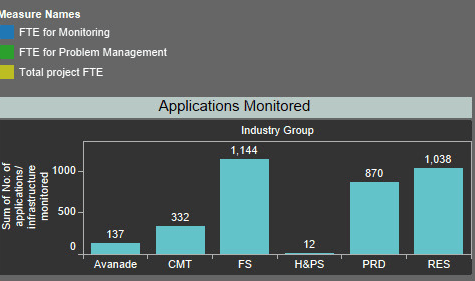 Measure Names
FTE for Monitoring
FTE for Problem Management
Total project FTE
Applications Monitored
Industry Group
Sum of No: of
applications/
infrastructure
monitored
1000
500
0
137
332
1,144
12
870
1,038
Avanade
CMT
FS
H&PS
PRD
RES